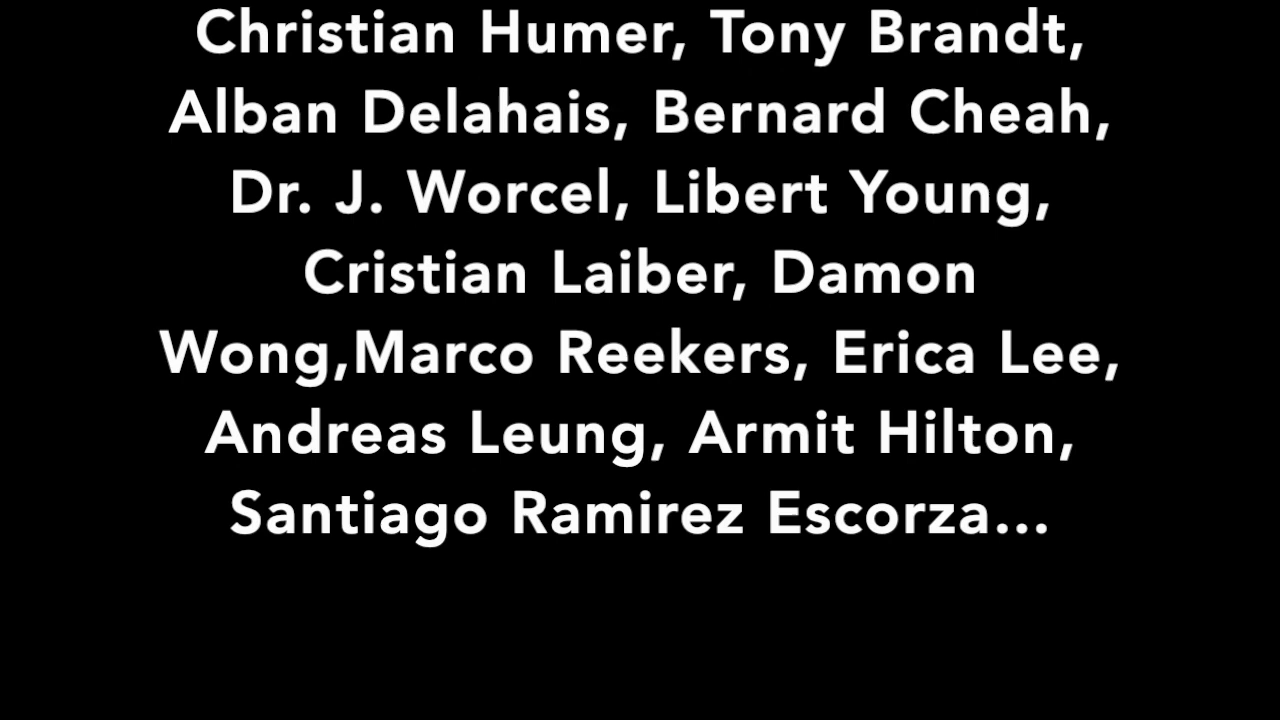 Christian Humer, Tony Brandt,
Alban Delahais, Bernard Cheah,
Dr. J. Worcel, Libert Young,
Cristian Laiber, Damon
Wong,Marco Reekers, Erica Lee,
Andreas Leung, Armit Hilton,
Santiago Ramirez Escorza...